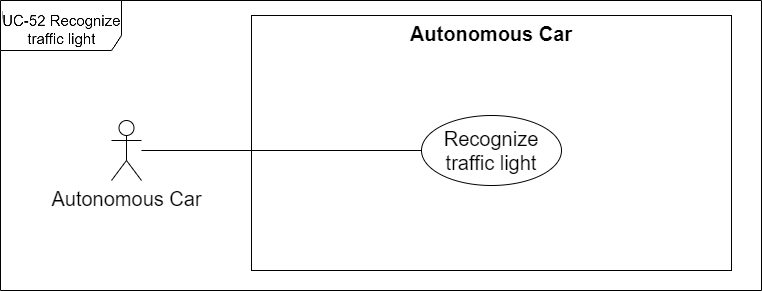 UC-52 Recognize
traffic light
Autonomous Car
Recognize
traffic light
Autonomous Car